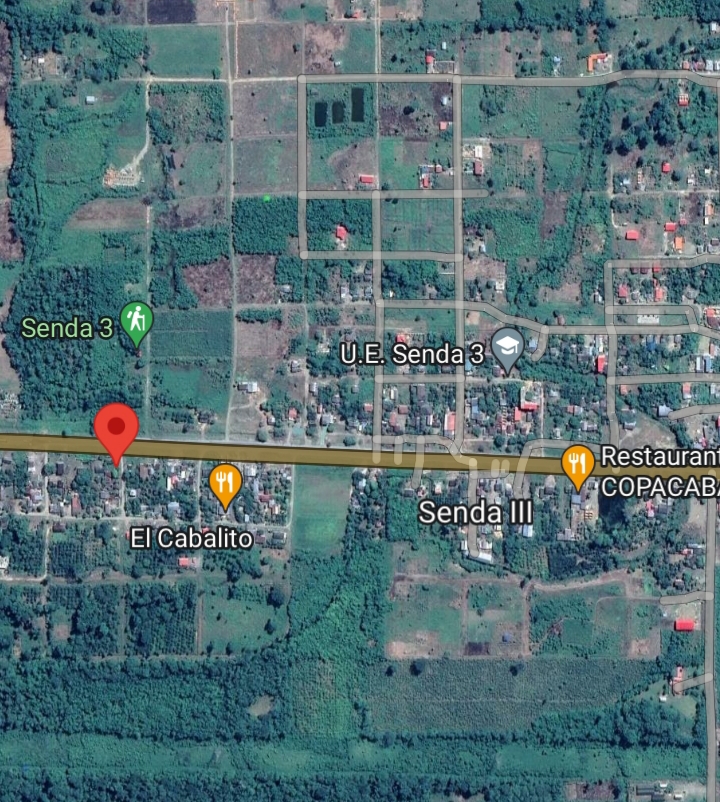 Senda 3
U.E. Senda 3
Restaurant
COPACABA
Senda III
El Cabalito